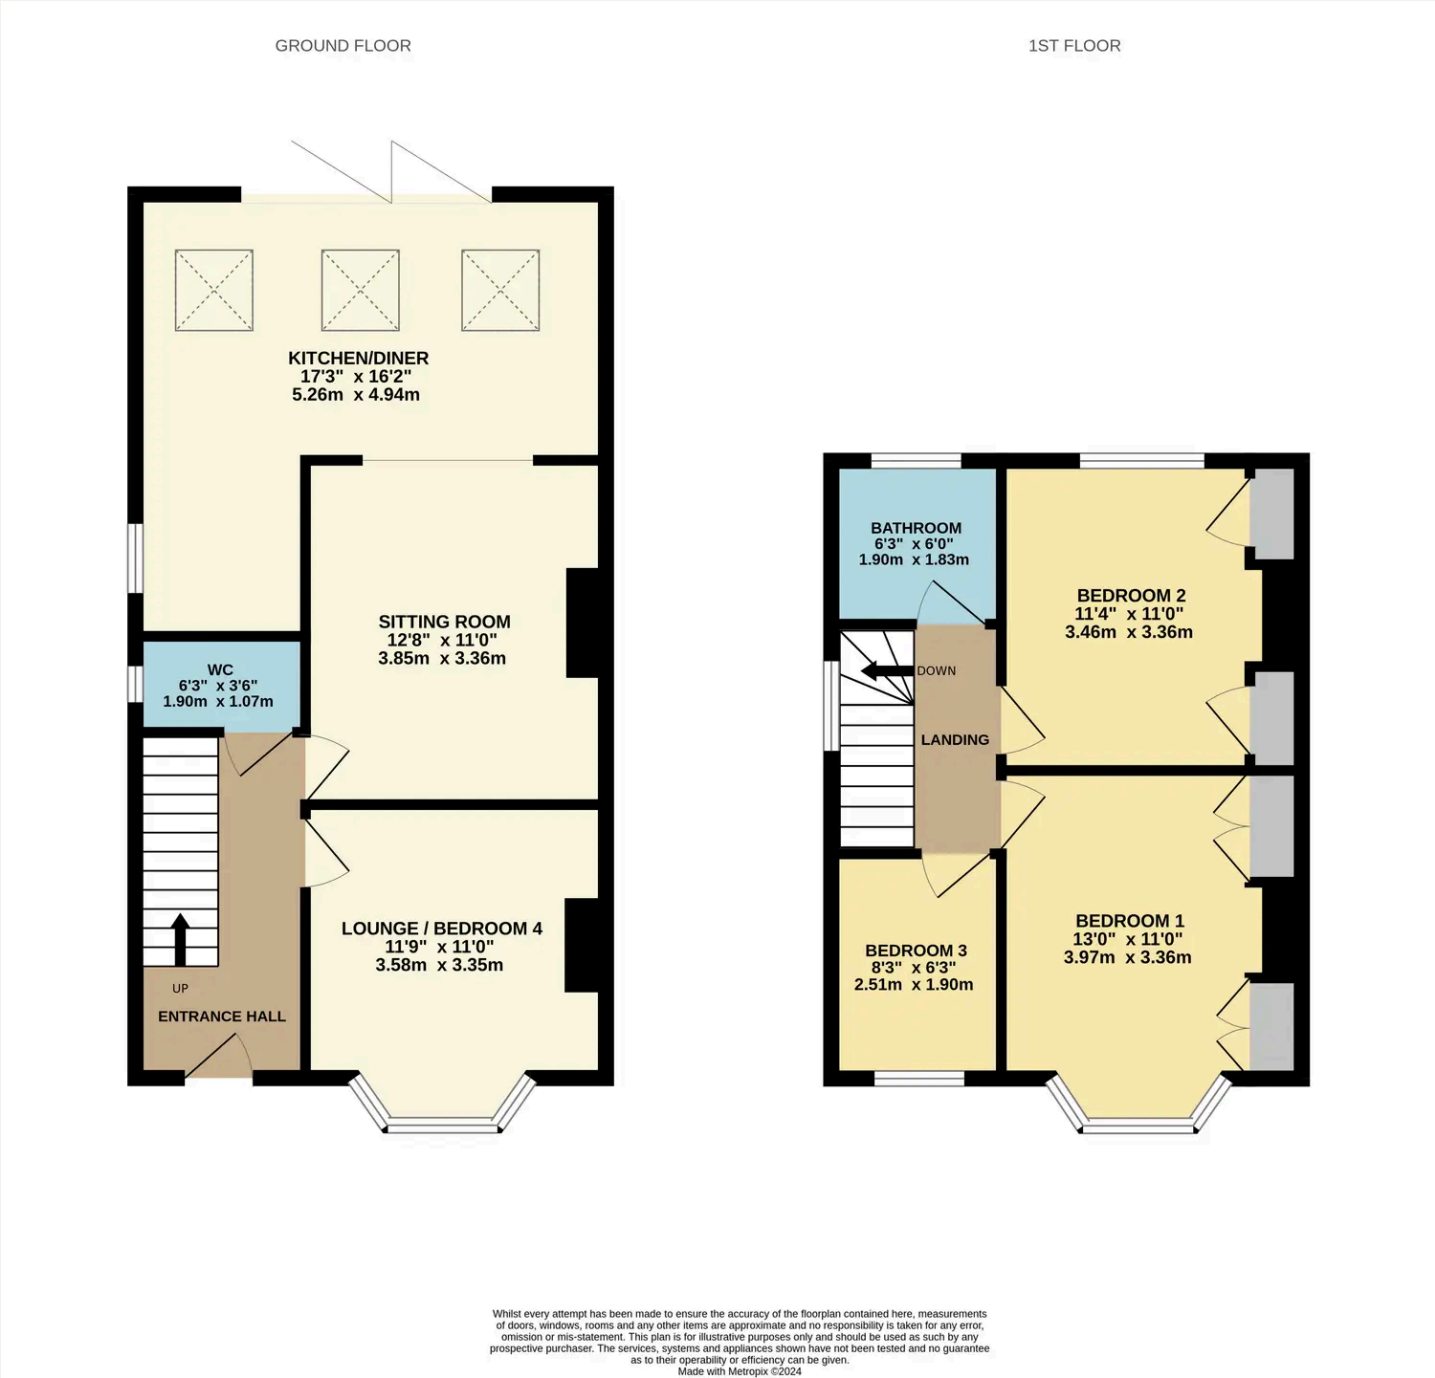 GROUND FLOOR
1ST FLOOR
KITCHEN/DINER
17'3" x 16'2"
5.26m x 4.94m
SITTING ROOM
12'8" x 11'0"
3.85m x 3.36m
WC
6'3" x 3'6"
1.90m x 1.07m
LOUNGE / BEDROOM 4
11'9" x 11'0"
3.58m x 3.35m
UP
ENTRANCE HALL
BATHROOM
6'3" x 6'0"
1.90m x 1.83m
BEDROOM 2
11'4" x 11'0"
3.46m x 3.36m
DOWN
LANDING
BEDROOM 1
13'0" x 11'0"
3.97m x 3.36m
BEDROOM 3
8'3" x 6'3"
2.51m x 1.90m
Whilst every attempt has been made to ensure the accuracy of the floorplan contained here, measurements
of doors, windows, rooms and any other items are approximate and no responsibility is taken for any error,
omission or mis-statement. This plan is for illustrative purposes only and should be used as such by any
prospective purchaser. The services, systems and appliances shown have not been tested and no guarantee
as to their operability or efficiency can be given.
Made with Metropix ©2024